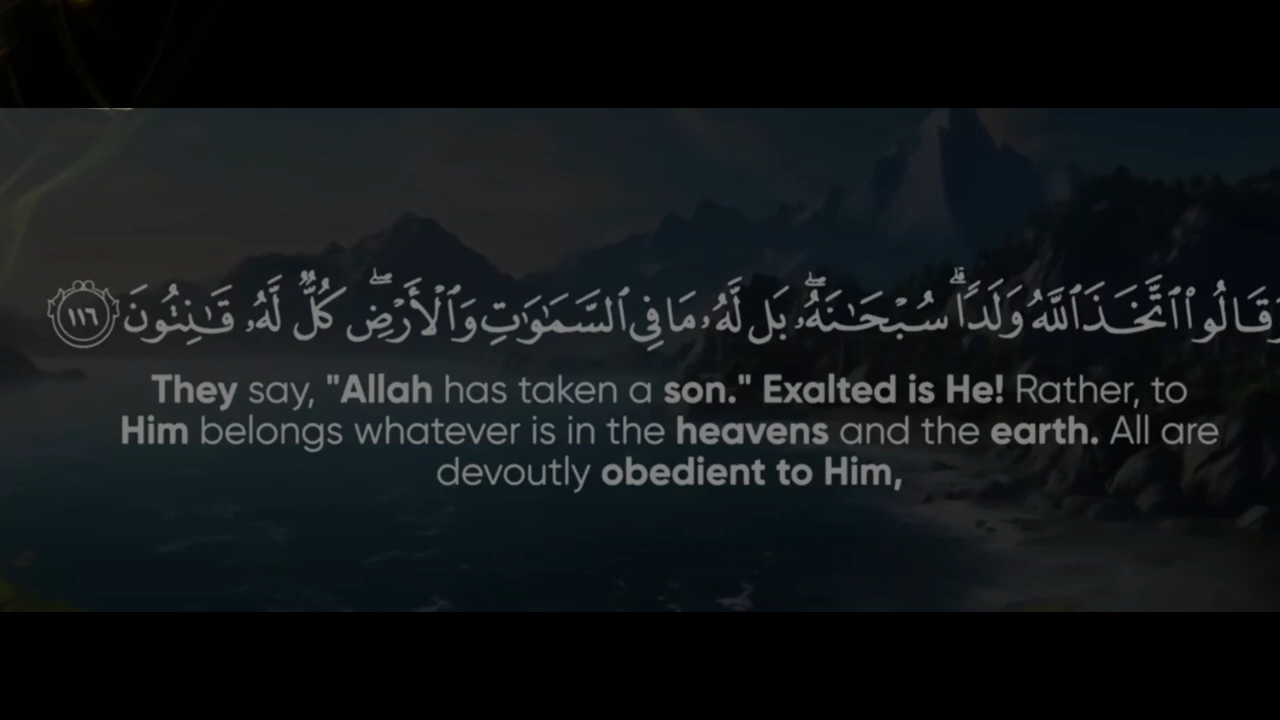 وَقَالُوا۟ ٱتَّخَذَ ٱللَّهُ وَلَدًۭا ۗ سُبْحَـٰنَهُۥ ۖ بَل لَّهُۥ مَا فِى ٱلسَّمَـٰوَٰتِ وَٱلْأَرْضِ ۖ كُلٌّۭ لَّهُۥ قَـٰنِتُونَ ١١٦
They say, "Allah has taken a son." Exalted is He! Rather, to
Him belongs whatever is in the heavens and the earth. All are
devoutly obedient to Him,